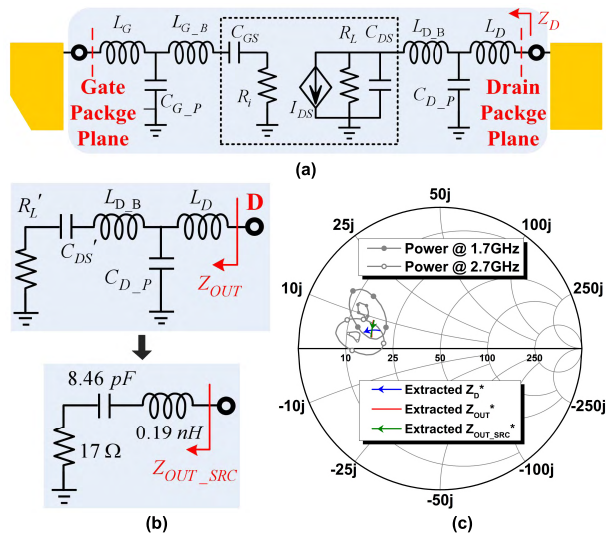 L_G
L_G_B
C_GS
R_L
C_DS
L_D_B
L_D
Z_D
Gate
Packge
Plane
C_G_P
R_i
I_DS
C_D_P
Drain
Packge
Plane
(a)
R_L'
C_DS'
L_D_B
L_D
D
C_D_P
Z_OUT
8.46 pF
0.19 nH
17 Ω
Z_OUT_SRC
(b)
50j
25j
100j
Power @ 1.7GHz
Power @ 2.7GHz
10j
250j
10 25 50 100 250
Extracted Z_D*
Extracted Z_OUT*
Extracted Z_OUT_SRC*
-10j
-250j
-25j
-100j
-50j
(c)